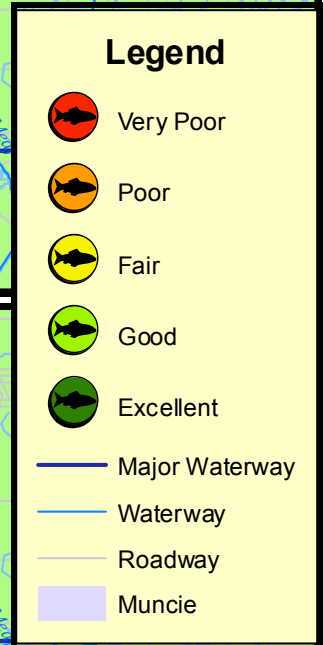 Legend
Very Poor
Poor
Fair
Good
Excellent
Major Waterway
Waterway
Roadway
Muncie